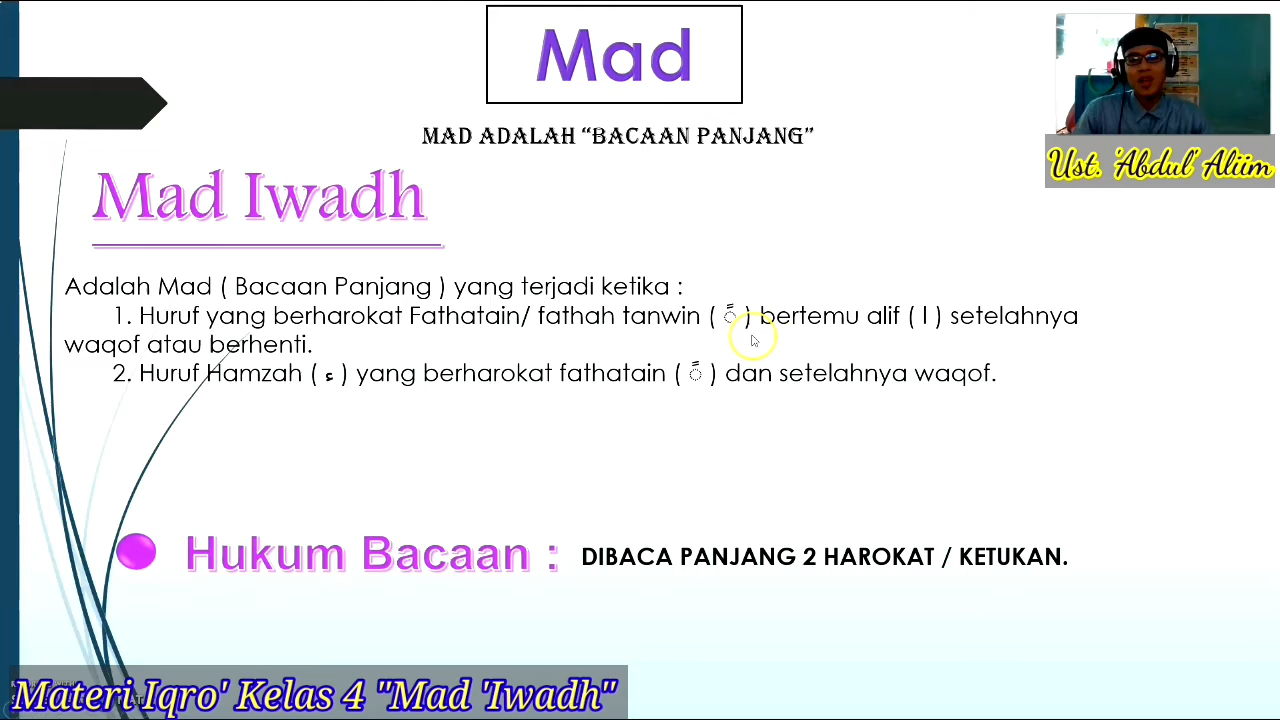 Mad
MAD ADALAH “BACAAN PANJANG”
Ust. 'Abdul 'Aliim
Mad Iwadh
Adalah Mad ( Bacaan Panjang ) yang terjadi ketika :
1. Huruf yang berharokat Fathatain/ fathah tanwin ( ◌ً ) bertemu alif ( ا ) setelahnya
waqof atau berhenti.
2. Huruf Hamzah ( ء ) yang berharokat fathatain ( ◌ً ) dan setelahnya waqof.
Hukum Bacaan : DIBACA PANJANG 2 HAROKAT / KETUKAN.
Materi Iqro' Kelas 4 "Mad 'Iwadh"